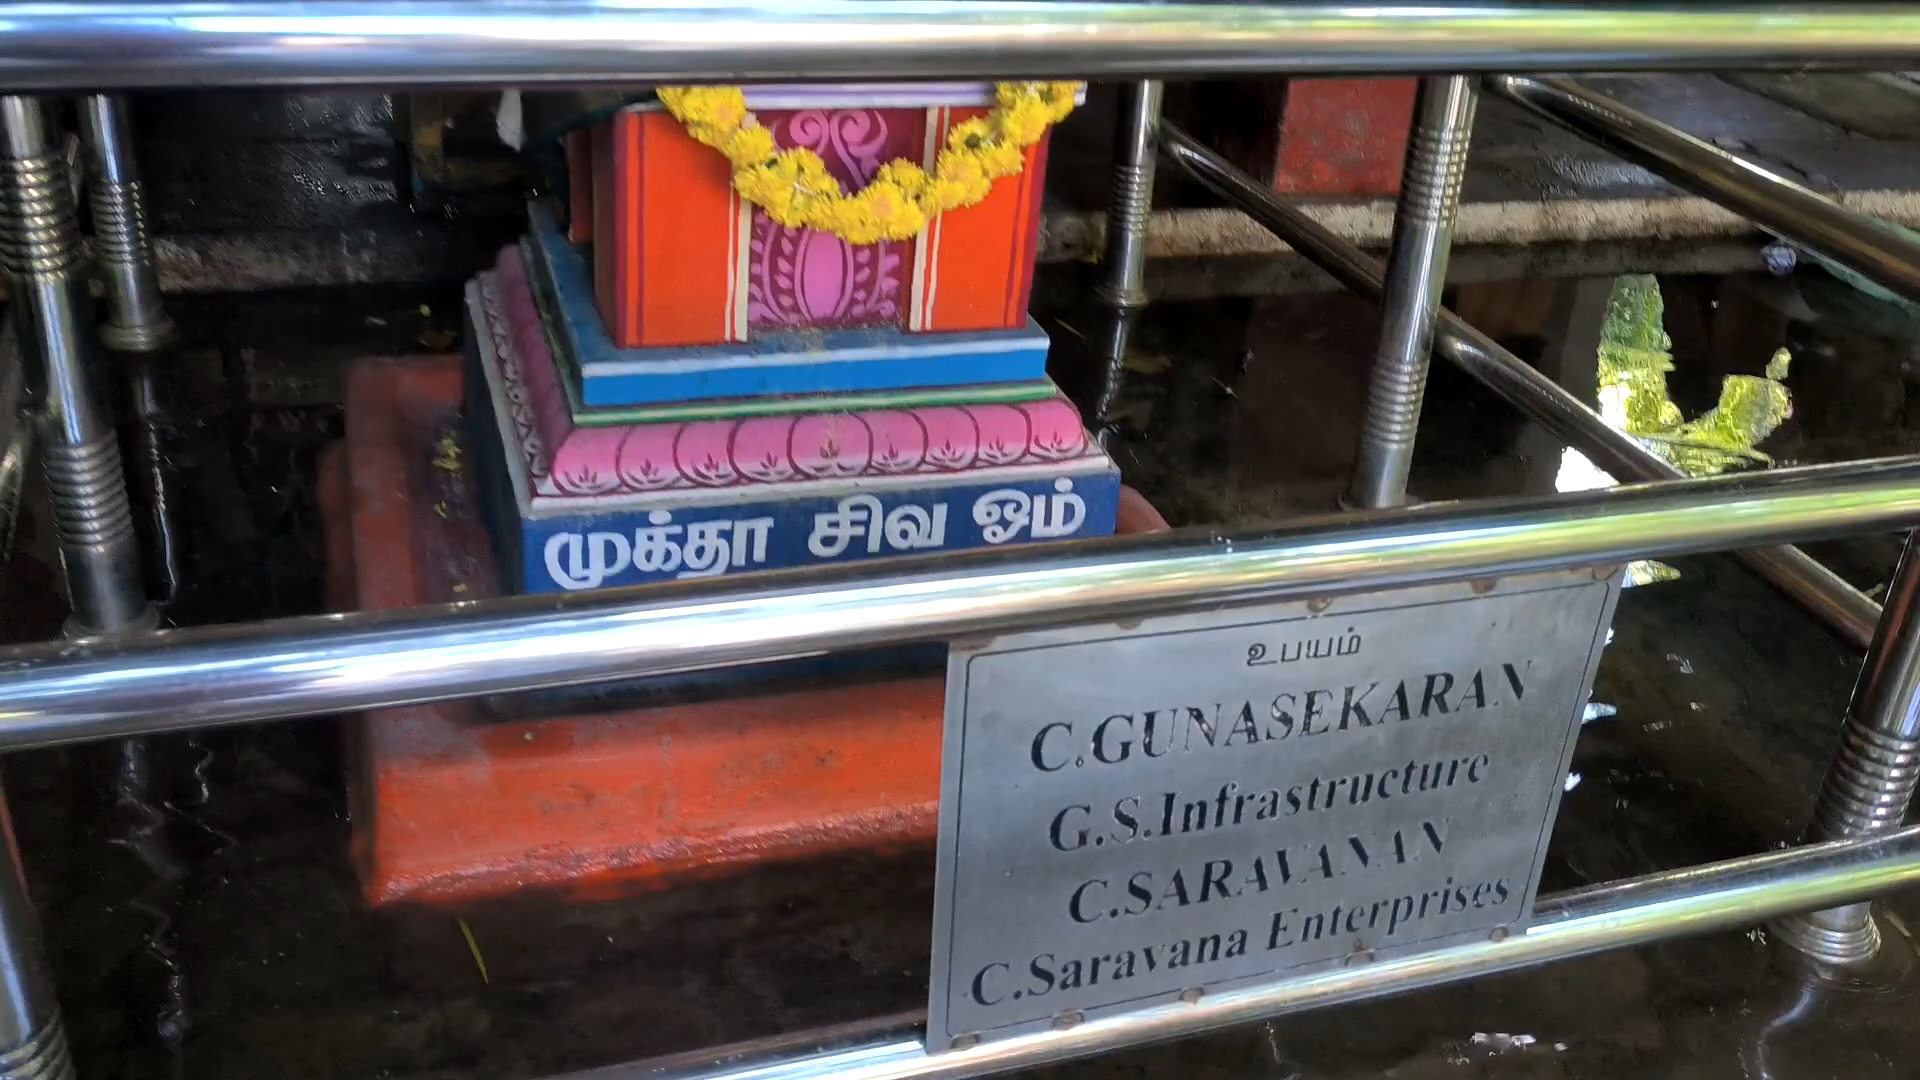 முக்தா சிவ ஓம்
உபயம்
C.GUNASEKARAN
G.S.Infrastructure
C.SARAVANAN
C.Saravana Enterprises